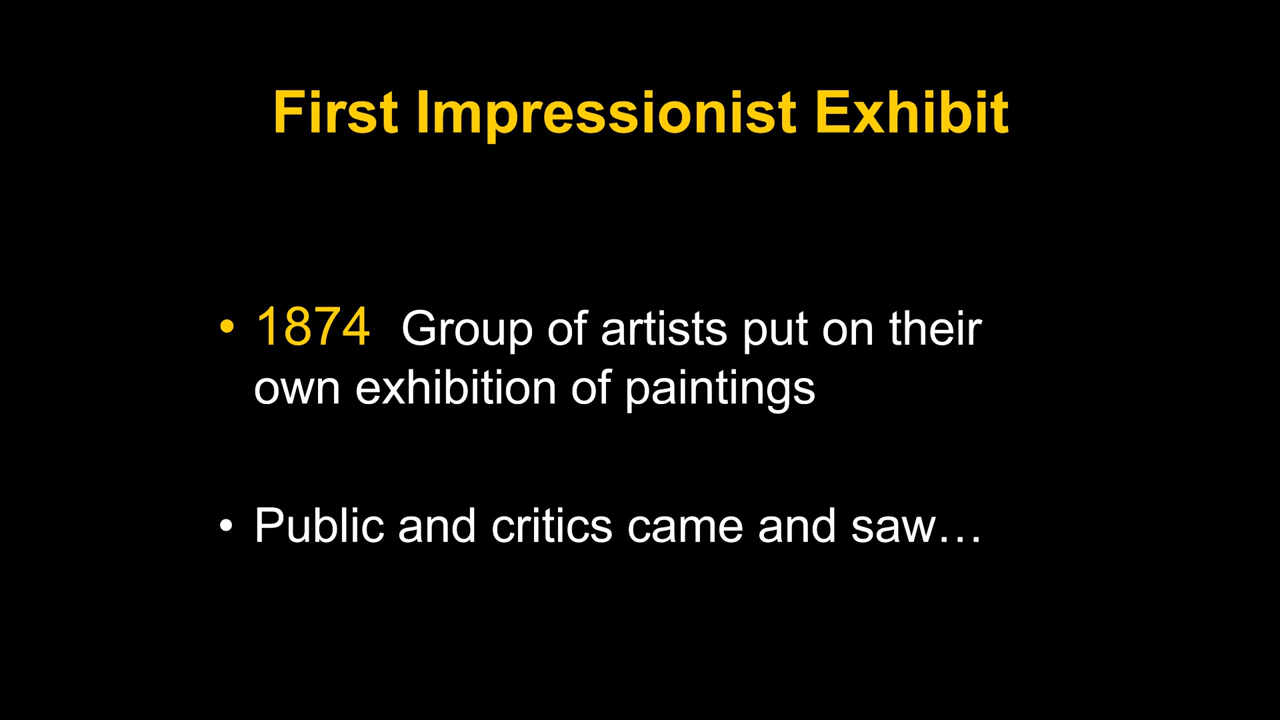 First Impressionist Exhibit
• 1874 Group of artists put on their
own exhibition of paintings
• Public and critics came and saw…